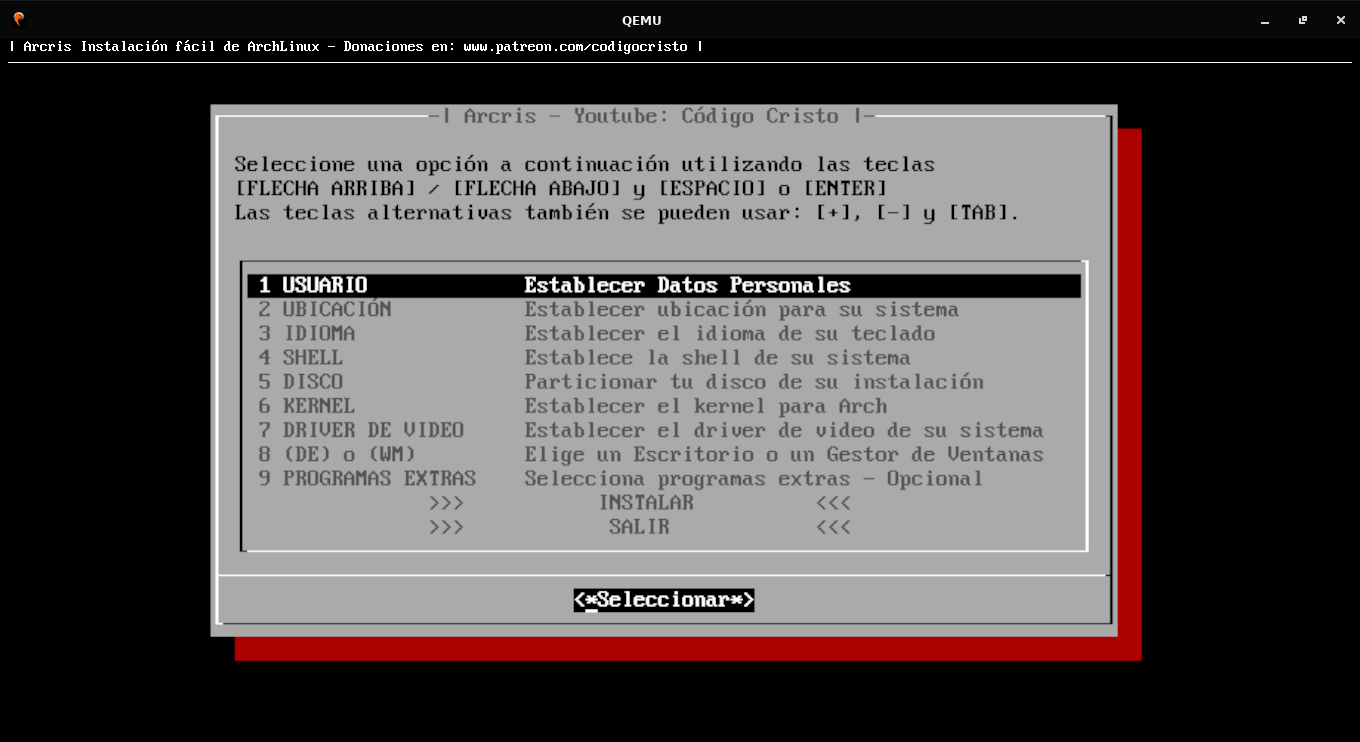 QEMU
| Arcris Instalación fácil de ArchLinux - Donaciones en: www.patreon.com/codigocristo |
-| Arcris - Youtube: Código Cristo |-
Seleccione una opción a continuación utilizando las teclas
[FLECHA ARRIBA] / [FLECHA ABAJO] y [ESPACIO] o [ENTER]
Las teclas alternativas también se pueden usar: [+], [-] y [TAB].
1 USUARIO Establecer Datos Personales
2 UBICACIÓN Establecer ubicación para su sistema
3 IDIOMA Establecer el idioma de su teclado
4 SHELL Establece la shell de su sistema
5 DISCO Particionar tu disco de su instalación
6 KERNEL Establecer el kernel para Arch
7 DRIVER DE VIDEO Establecer el driver de video de su sistema
8 (DE) o (WM) Elige un Escritorio o un Gestor de Ventanas
9 PROGRAMAS EXTRAS Selecciona programas extras - Opcional
>>> INSTALAR <<<
>>> SALIR <<<
<*Seleccionar*>